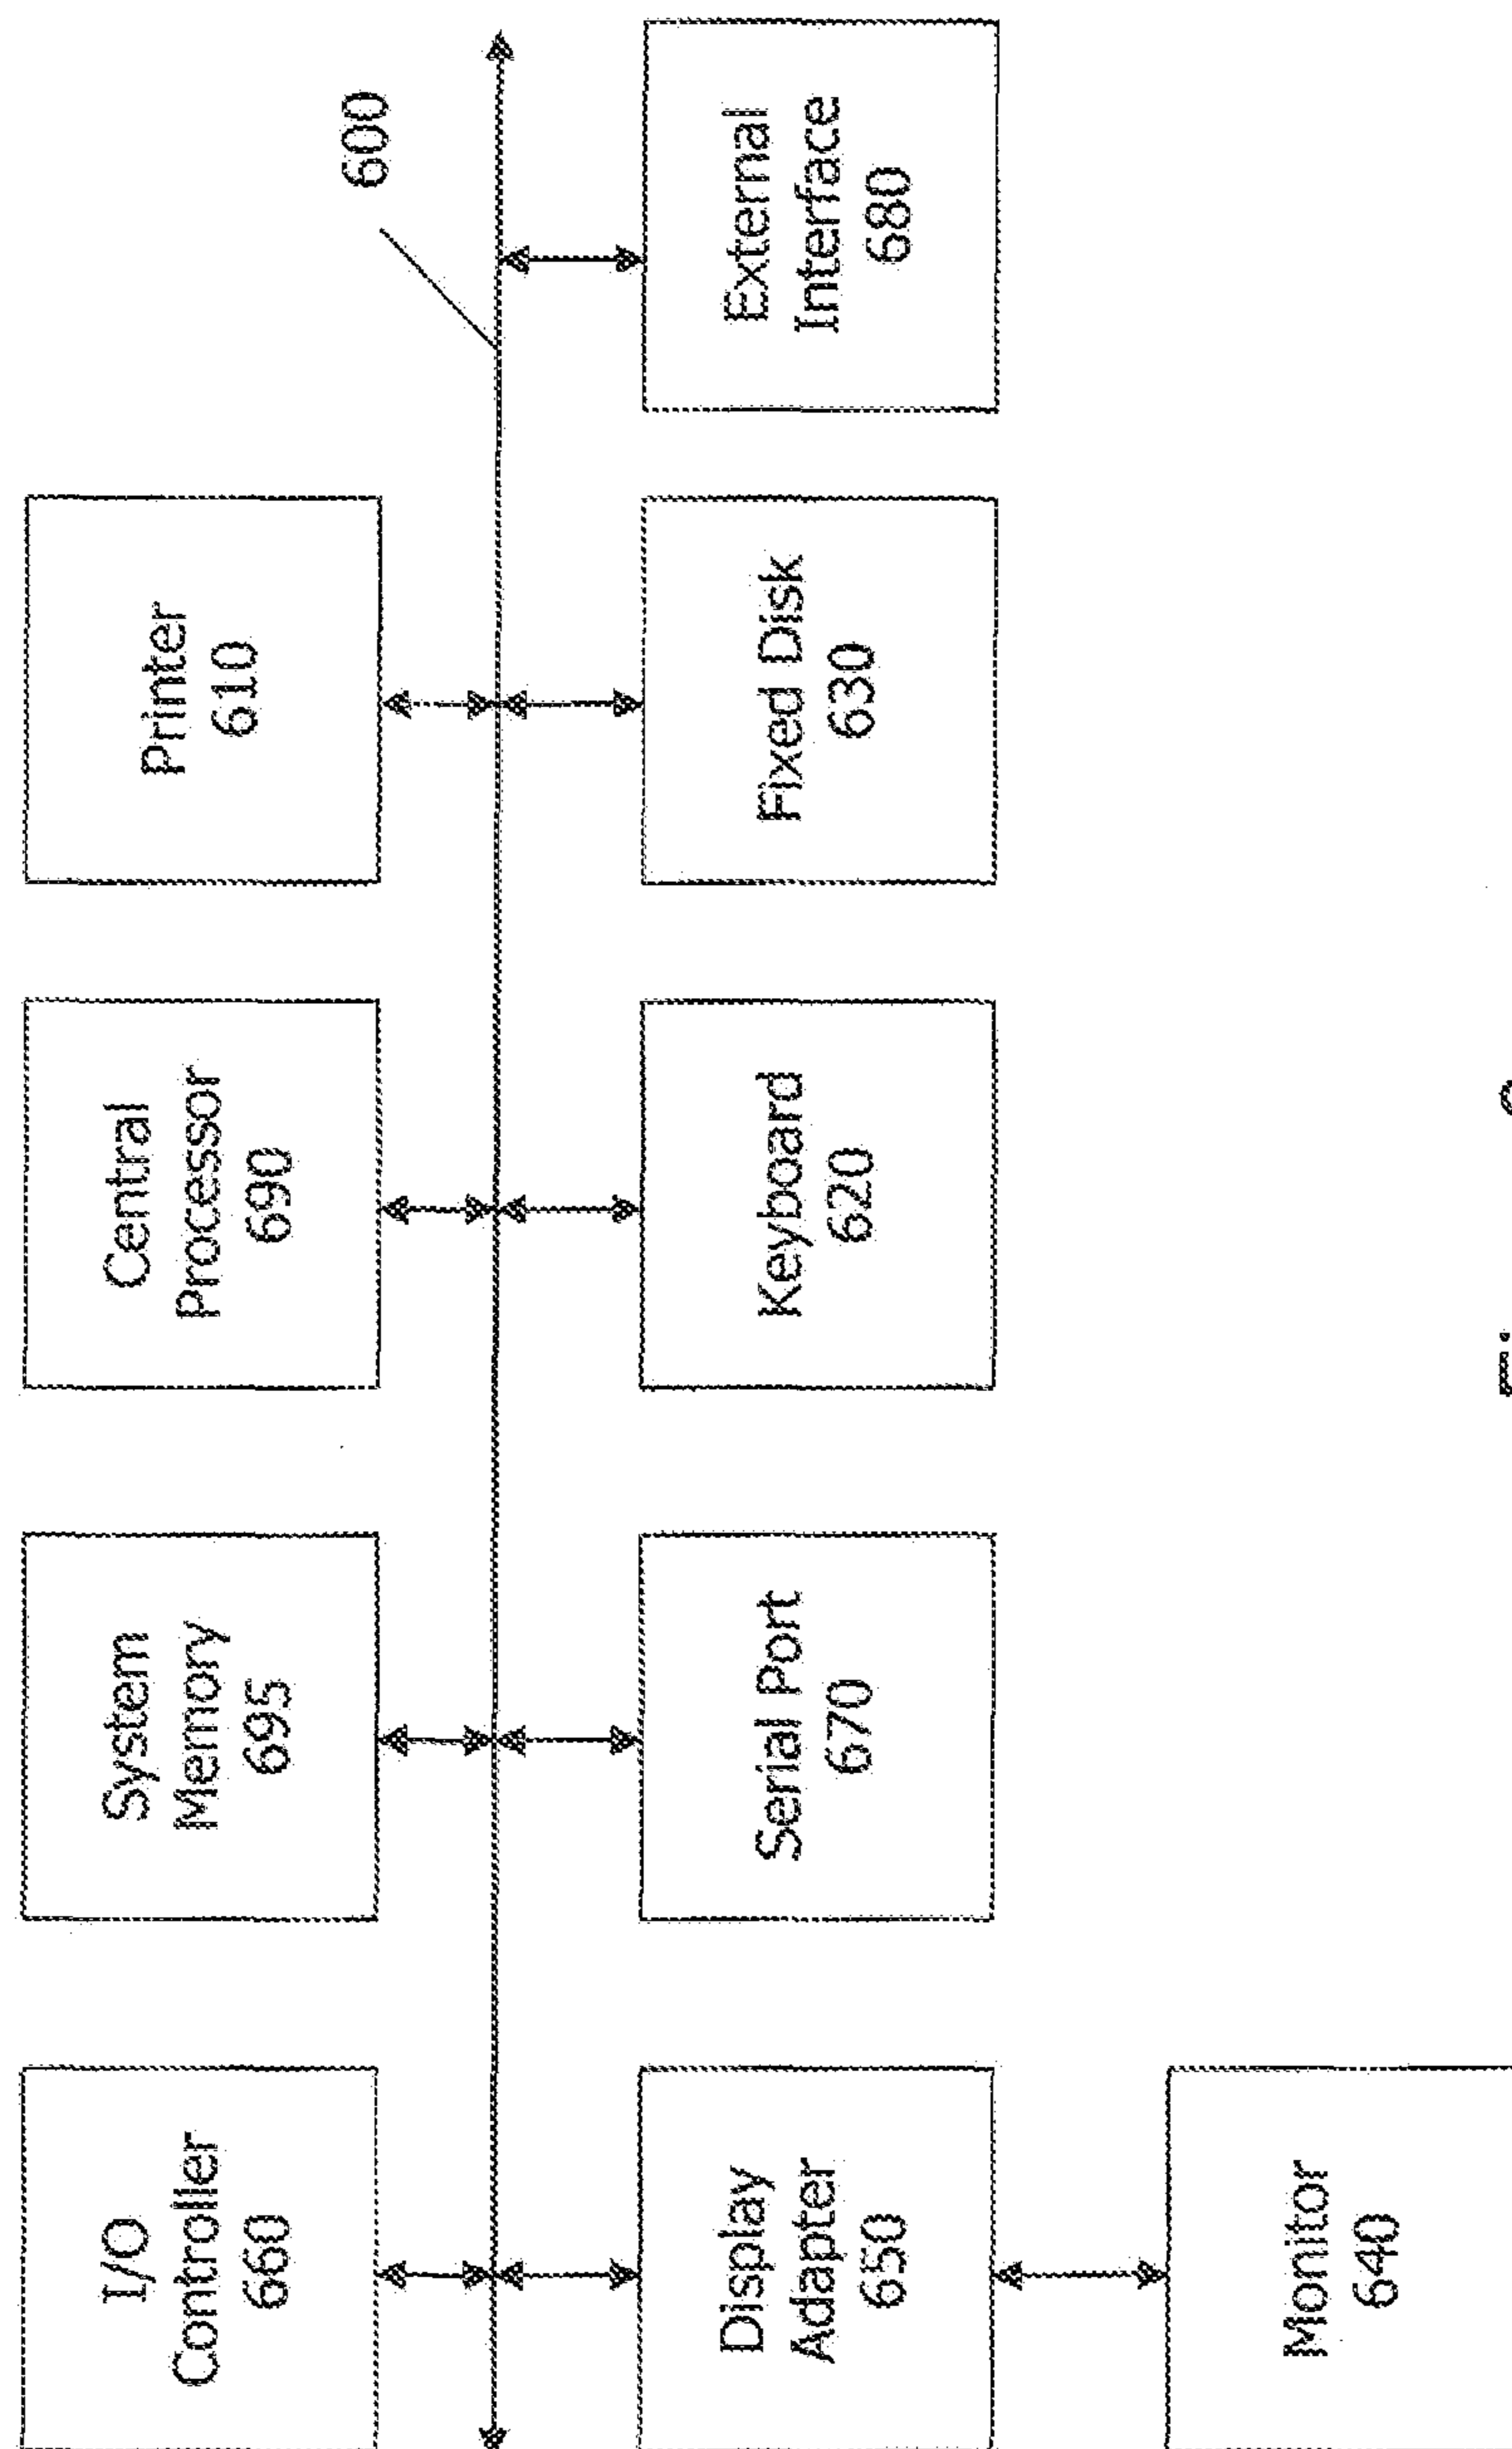 I/O
Controller
660
System
Memory
695
Central
Processor
690
Printer
610
600
Display
Adapter
650
Serial Port
670
Keyboard
620
Fixed Disk
630
External
Interface
680
Monitor
640